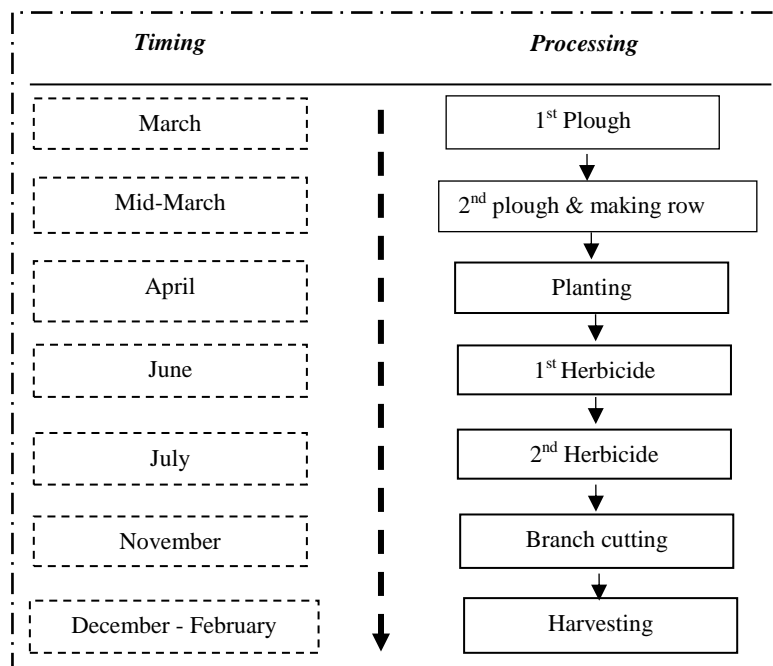 Timing Processing
March 1st Plough
Mid-March 2nd plough & making row
April Planting
June 1st Herbicide
July 2nd Herbicide
November Branch cutting
December - February Harvesting